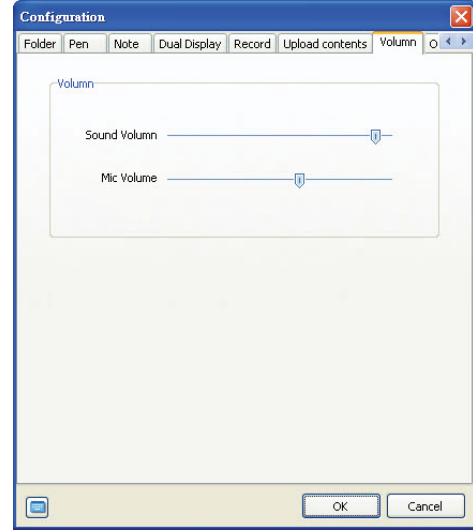 Configuration
Folder Pen Note Dual Display Record Upload contents Volumn O
Volumn
Sound Volumn
Mic Volume
OK Cancel